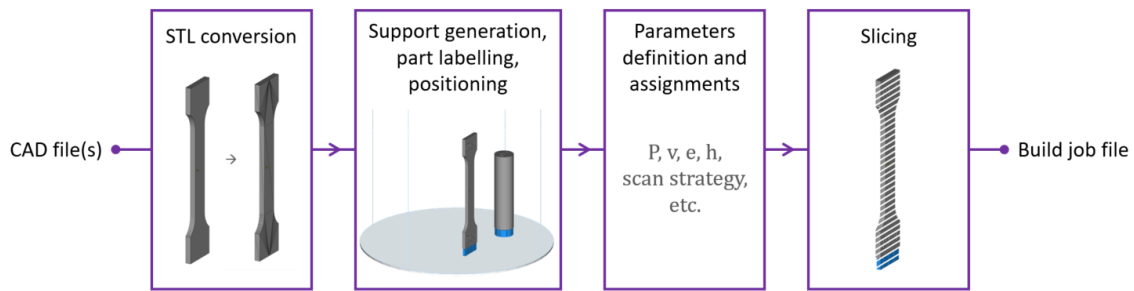 CAD file(s)
STL conversion
Support generation,
part labelling,
positioning
Parameters
definition and
assignments
P, v, e, h,
scan strategy,
etc.
Slicing
Build job file